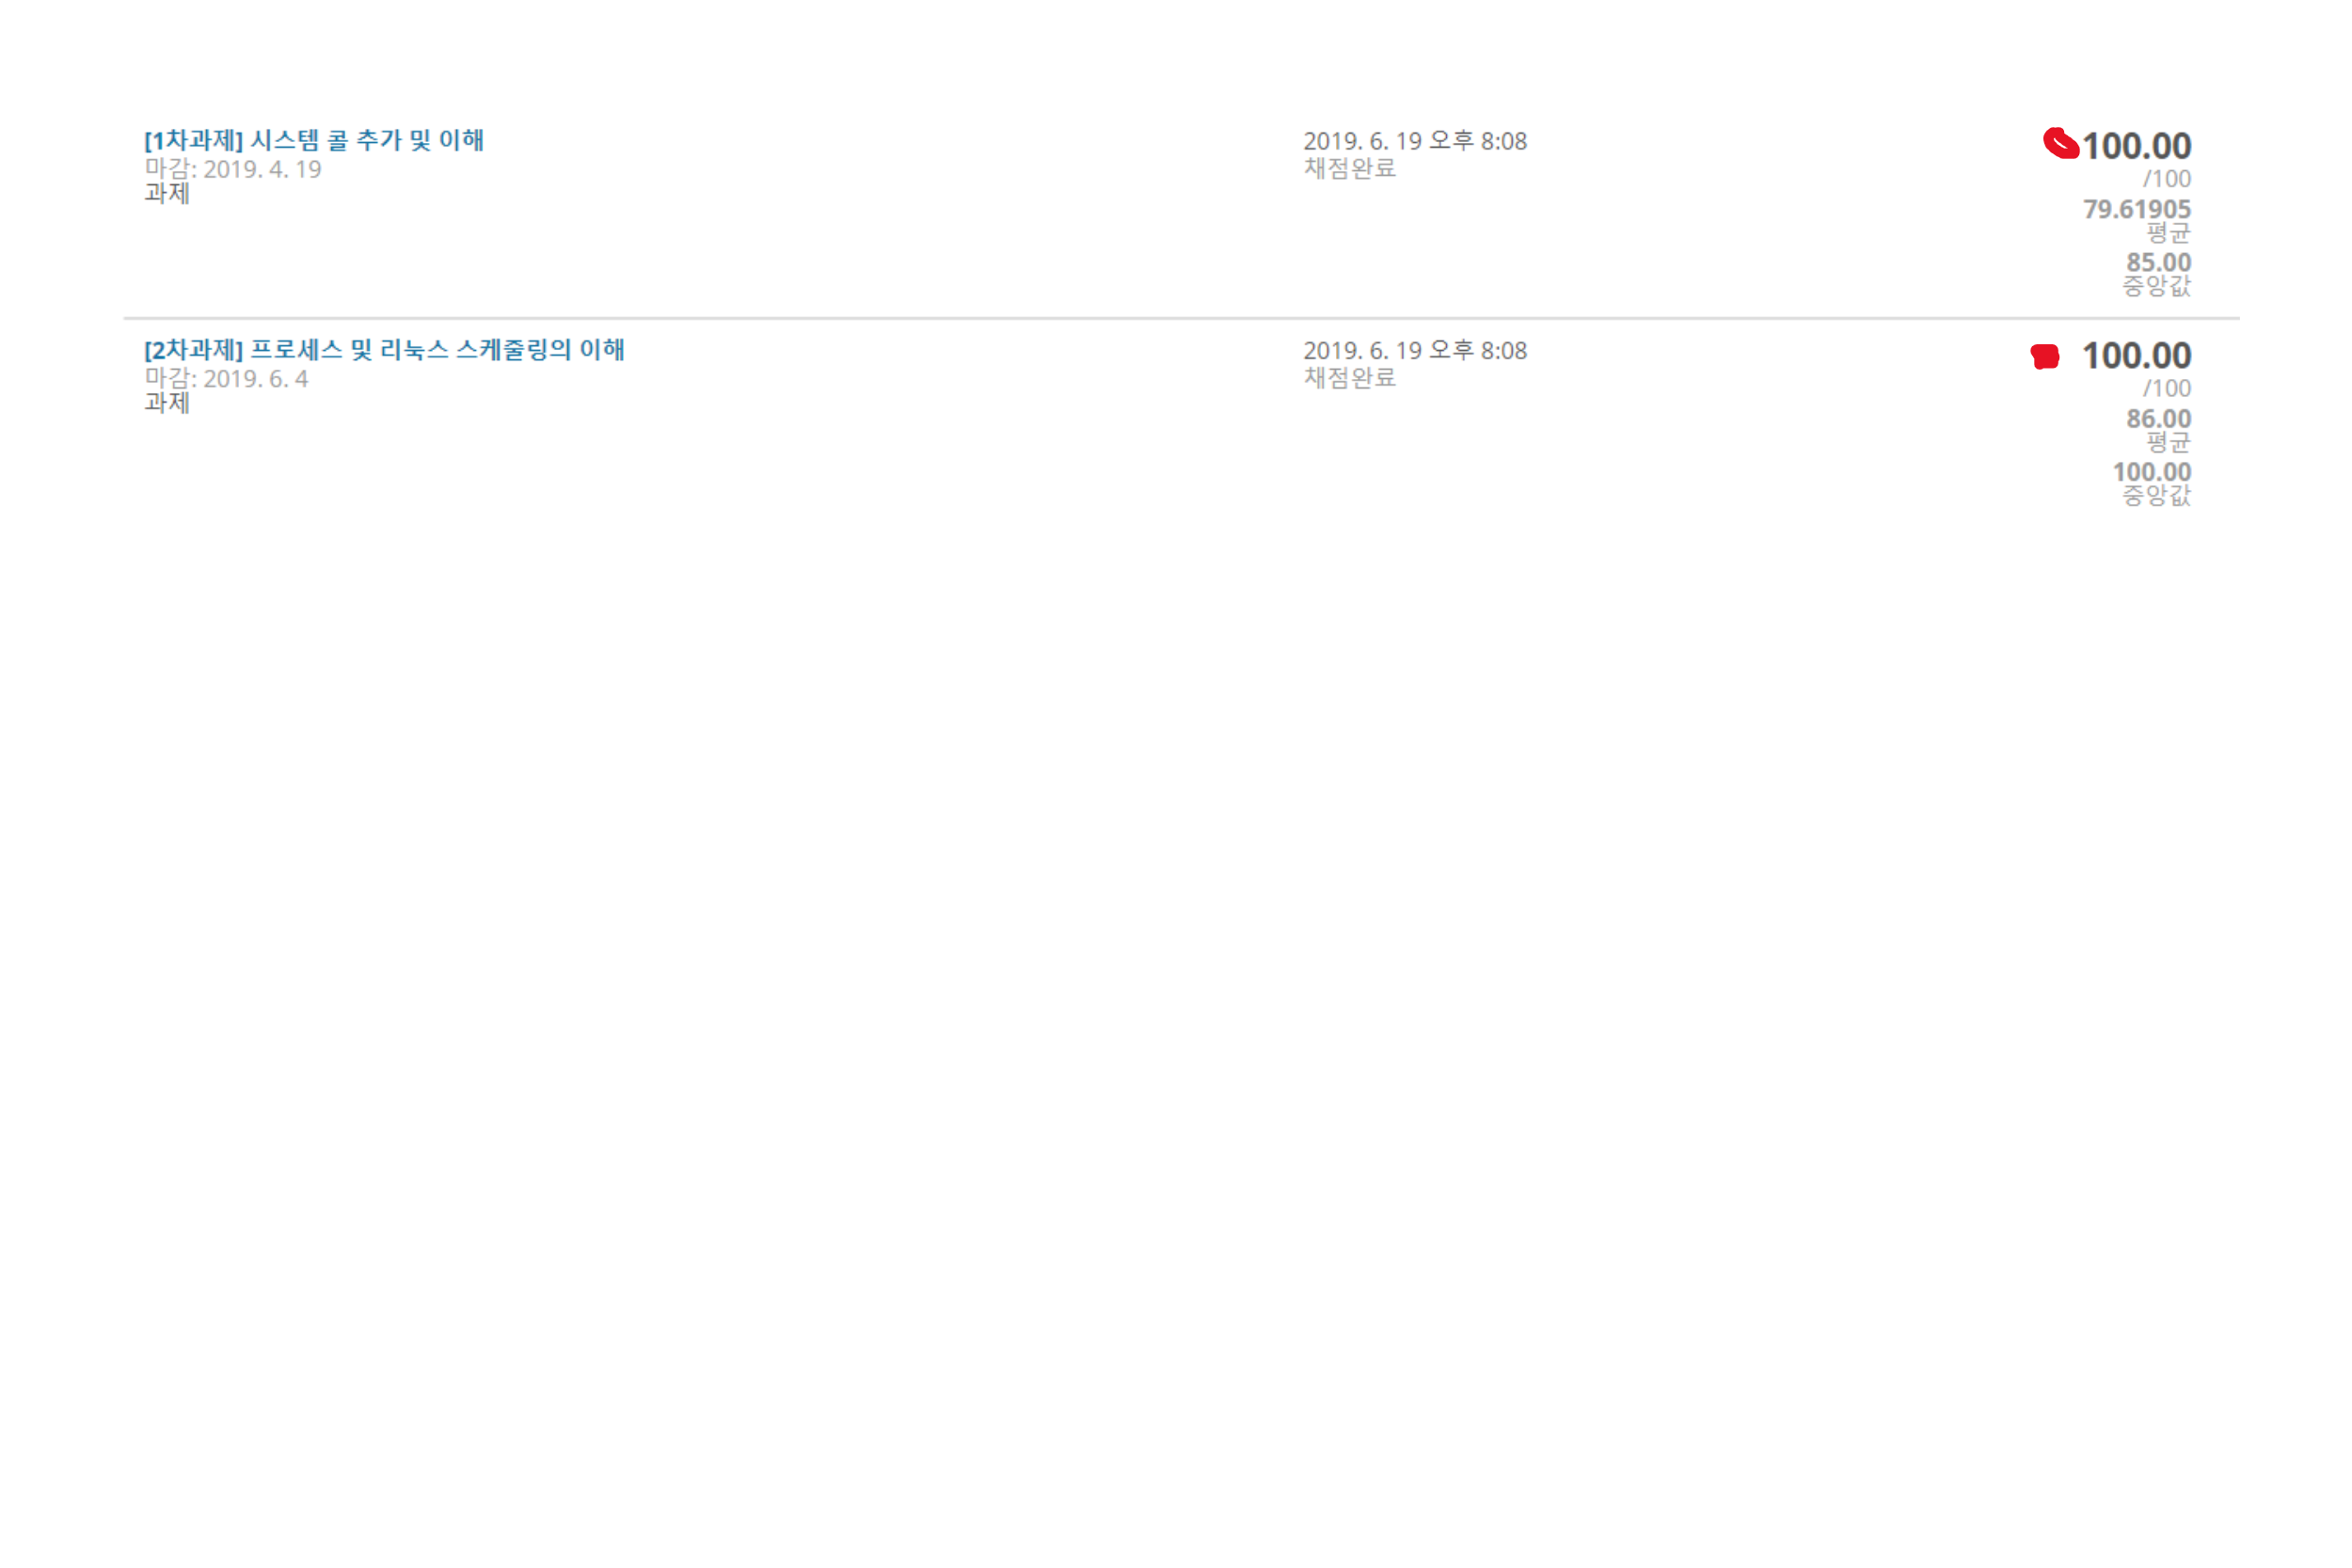 [1차과제] 시스템 콜 추가 및 이해
마감: 2019. 4. 19
과제
2019. 6. 19 오후 8:08
채점완료
100.00
/100
79.61905
평균
85.00
중앙값
[2차과제] 프로세스 및 리눅스 스케줄링의 이해
마감: 2019. 6. 4
과제
2019. 6. 19 오후 8:08
채점완료
100.00
/100
86.00
평균
100.00
중앙값